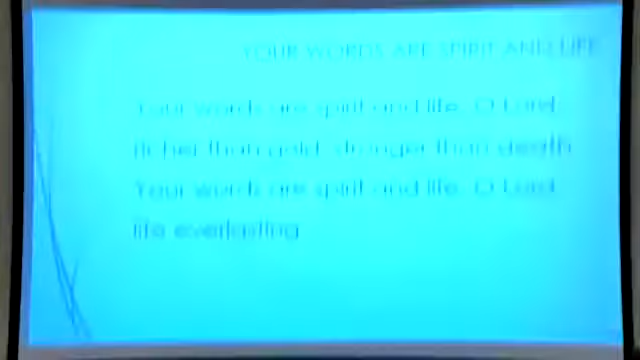 YOUR WORDS ARE SPIRIT AND LIFE
Your words are spirit and life, O Lord:
richer than gold, stronger than death.
Your words are spirit and life, O Lord;
life everlasting.